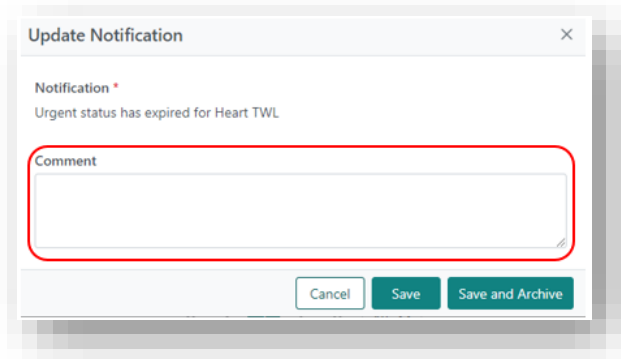 Update Notification
Notification *
Urgent status has expired for Heart TWL
Comment
Cancel Save Save and Archive